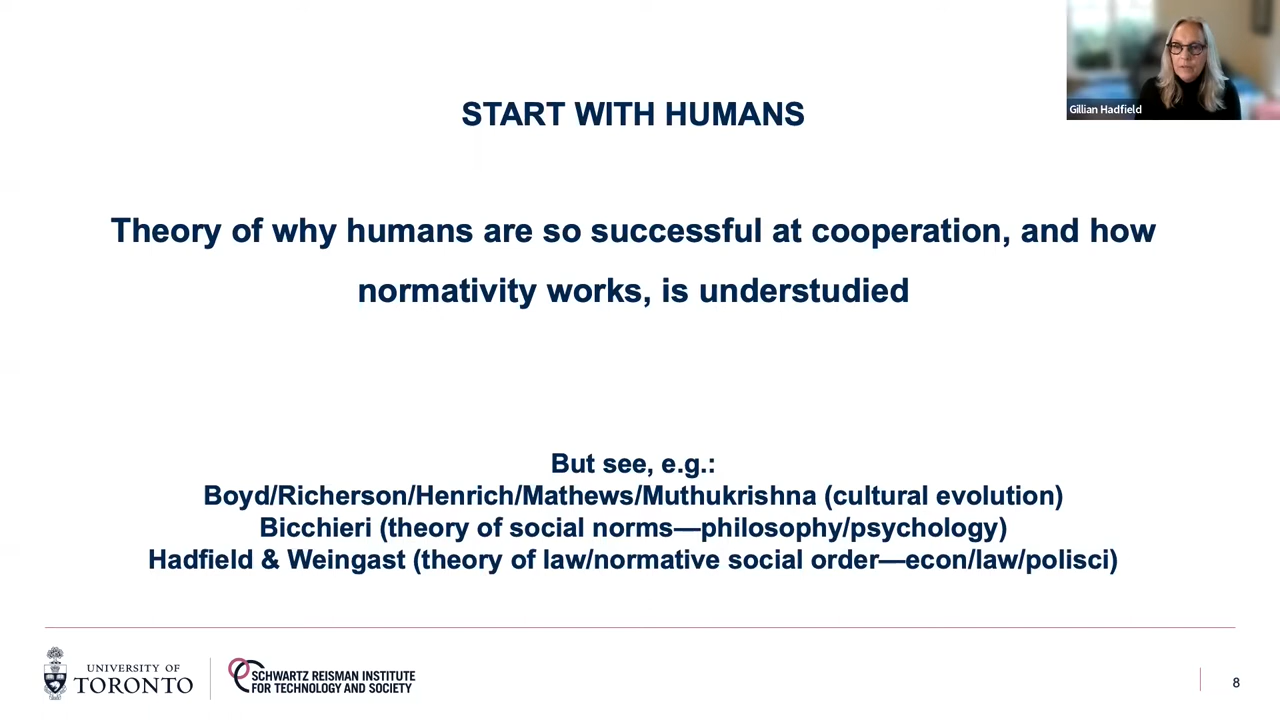 Gillian Hadfield
START WITH HUMANS
Theory of why humans are so successful at cooperation, and how
normativity works, is understudied
But see, e.g.:
Boyd/Richerson/Henrich/Mathews/Muthukrishna (cultural evolution)
Bicchieri (theory of social norms—philosophy/psychology)
Hadfield & Weingast (theory of law/normative social order—econ/law/polisci)
UNIVERSITY OF
TORONTO
SCHWARTZ REISMAN INSTITUTE
FOR TECHNOLOGY AND SOCIETY
8